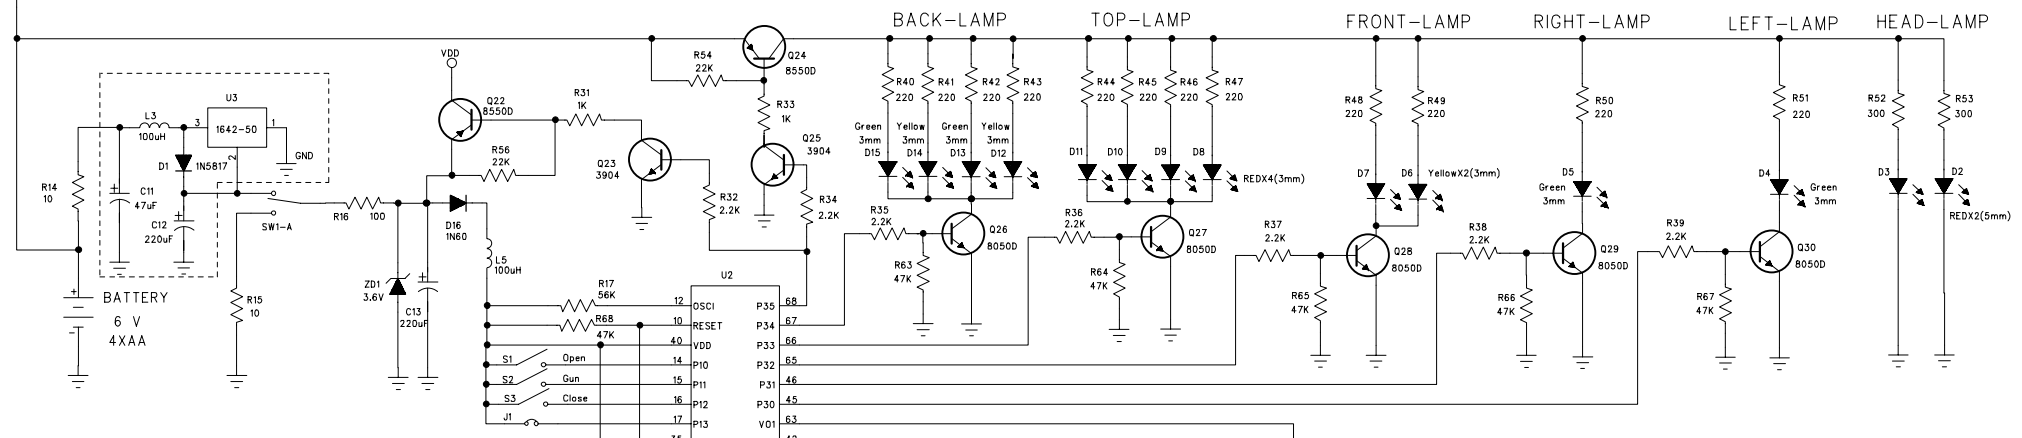 BACK-LAMP TOP-LAMP FRONT-LAMP RIGHT-LAMP LEFT-LAMP HEAD-LAMP
VDD
R54
22K
Q24
8550D
U3
1642-50
3
1
2
GND
L3
100uH
D1
1N5817
C11
47uF
C12
220uF
R14
10
SW1-A
R15
10
BATTERY
6 V
4XAA
R16
100
Q22
8550D
R31
1K
R56
22K
Q23
3904
R33
1K
Q25
3904
R32
2.2K
R34
2.2K
D16
1N60
L5
100uH
ZD1
3.6V
C13
220uF
R17
56K
R68
47K
S1
Open
S2
Gun
S3
Close
J1
U2
12
OSCI
10
RESET
40
VDD
14
P10
15
P11
16
P12
17
P13
35
P35
68
P34
67
P33
66
P32
65
P31
46
P30
45
VO1
63
R40
220
R41
220
R42
220
R43
220
Green
3mm
D15
Yellow
3mm
D14
Green
3mm
D13
Yellow
3mm
D12
R35
2.2K
R63
47K
Q26
8050D
R44
220
R45
220
R46
220
R47
220
D11
D10
D9
D8
REDX4(3mm)
R36
2.2K
R64
47K
Q27
8050D
R48
220
R49
220
D7
D6
YellowX2(3mm)
R37
2.2K
R65
47K
Q28
8050D
R50
220
D5
Green
3mm
R38
2.2K
R66
47K
Q29
8050D
R51
220
D4
Green
3mm
R39
2.2K
R67
47K
Q30
8050D
R52
300
R53
300
D3
D2
REDX2(5mm)